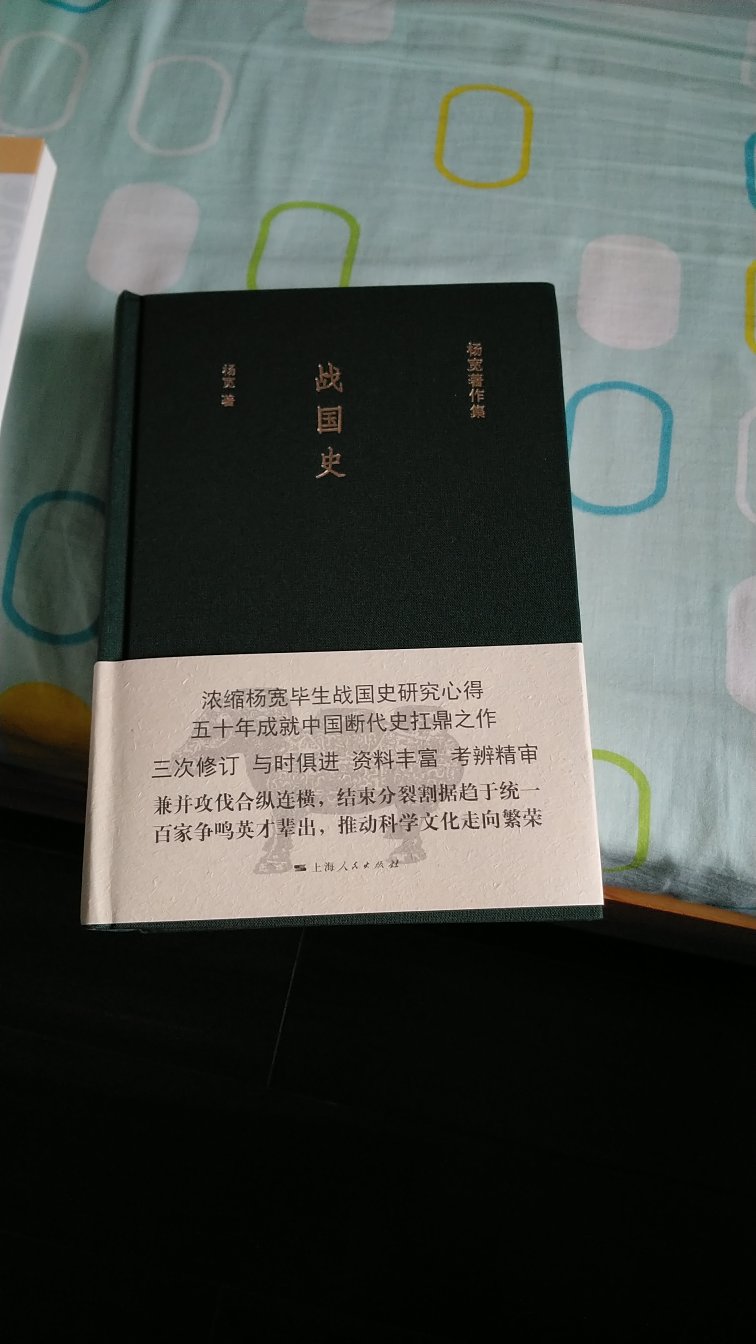 杨宽著作集
战国史
杨宽 著
浓缩杨宽毕生战国史研究心得
五十年成就中国断代史扛鼎之作
三次修订 与时俱进 资料丰富 考辨精审
兼并攻伐合纵连横，结束分裂割据趋于统一
百家争鸣英才辈出，推动科学文化走向繁荣
上海人民出版社